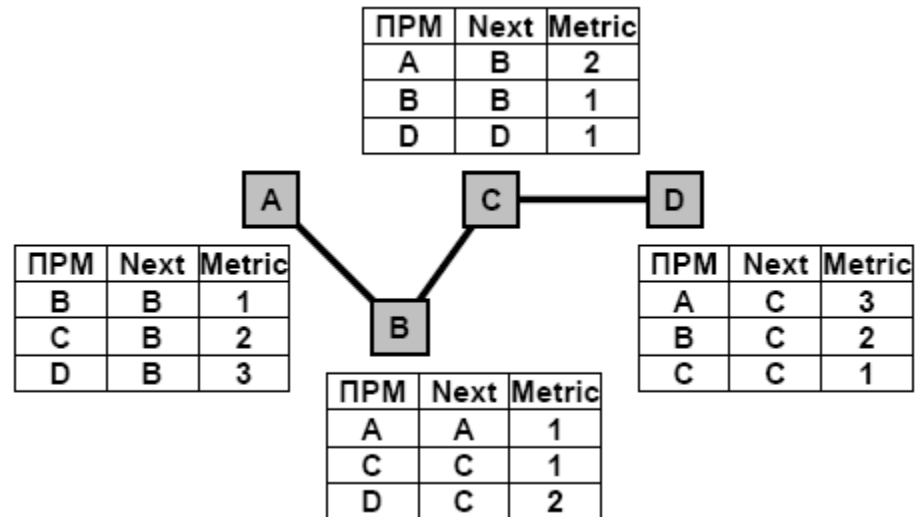 ПРМ Next Metric
A B 2
B B 1
D D 1
A
C
D
ПРМ Next Metric
B B 1
C B 2
D B 3
B
ПРМ Next Metric
A C 3
B C 2
C C 1
ПРМ Next Metric
A A 1
C C 1
D C 2